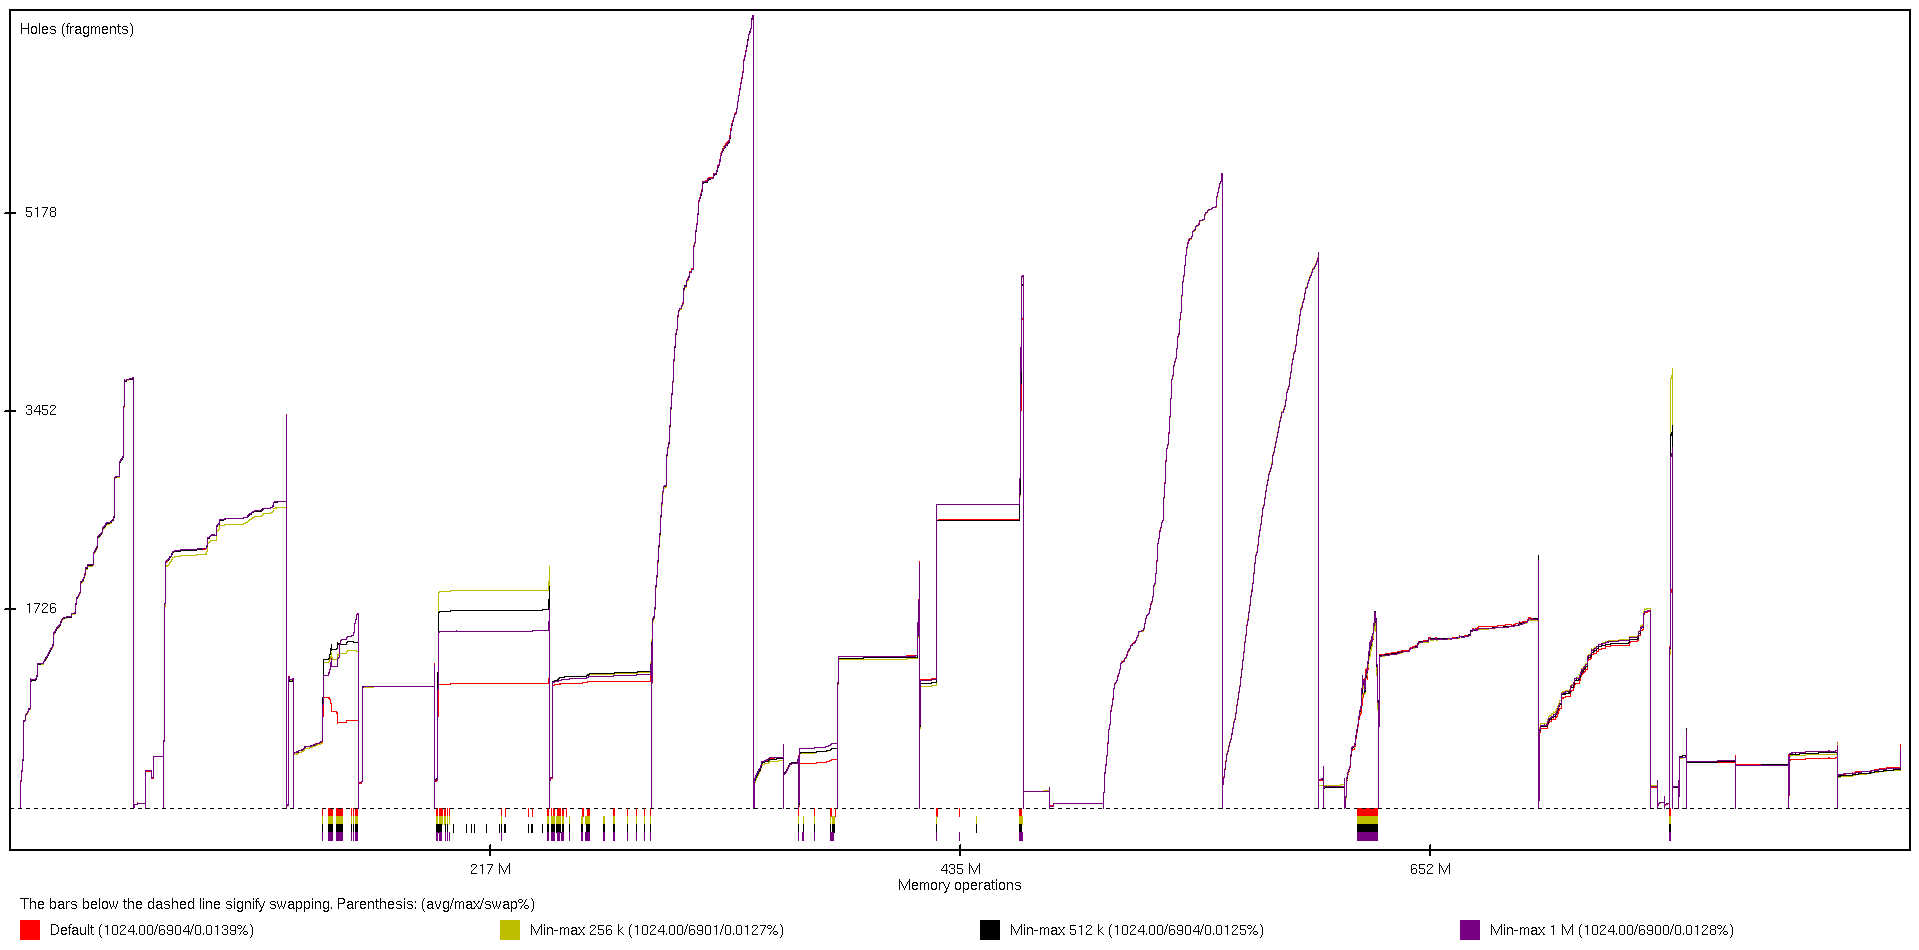 Holes (fragments)
5178
3452
1726
217 M
435 M
652 M
Memory operations
The bars below the dashed line signify swapping. Parenthesis: (avg/max/swap%)
Default (1024.00/6904/0.0139%)
Min-max 256 k (1024.00/6901/0.0127%)
Min-max 512 k (1024.00/6904/0.0125%)
Min-max 1 M (1024.00/6900/0.0128%)